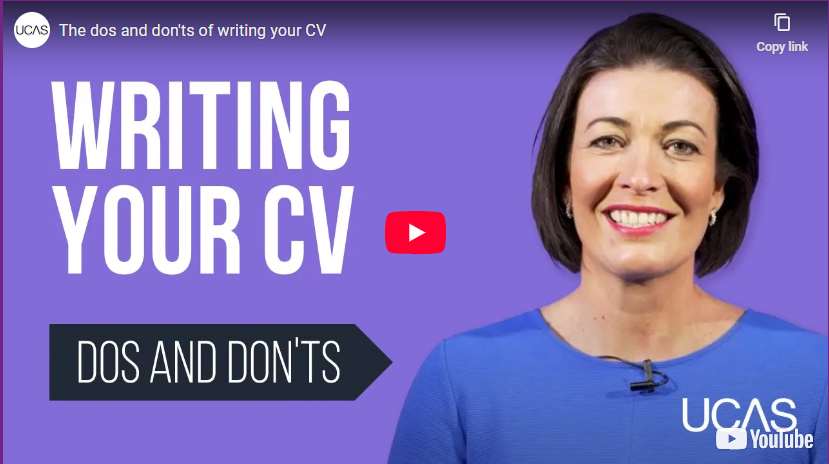 UCAS
The dos and don'ts of writing your CV
Copy link
WRITING
YOUR CV
DOS AND DON'TS
UCAS
YouTube